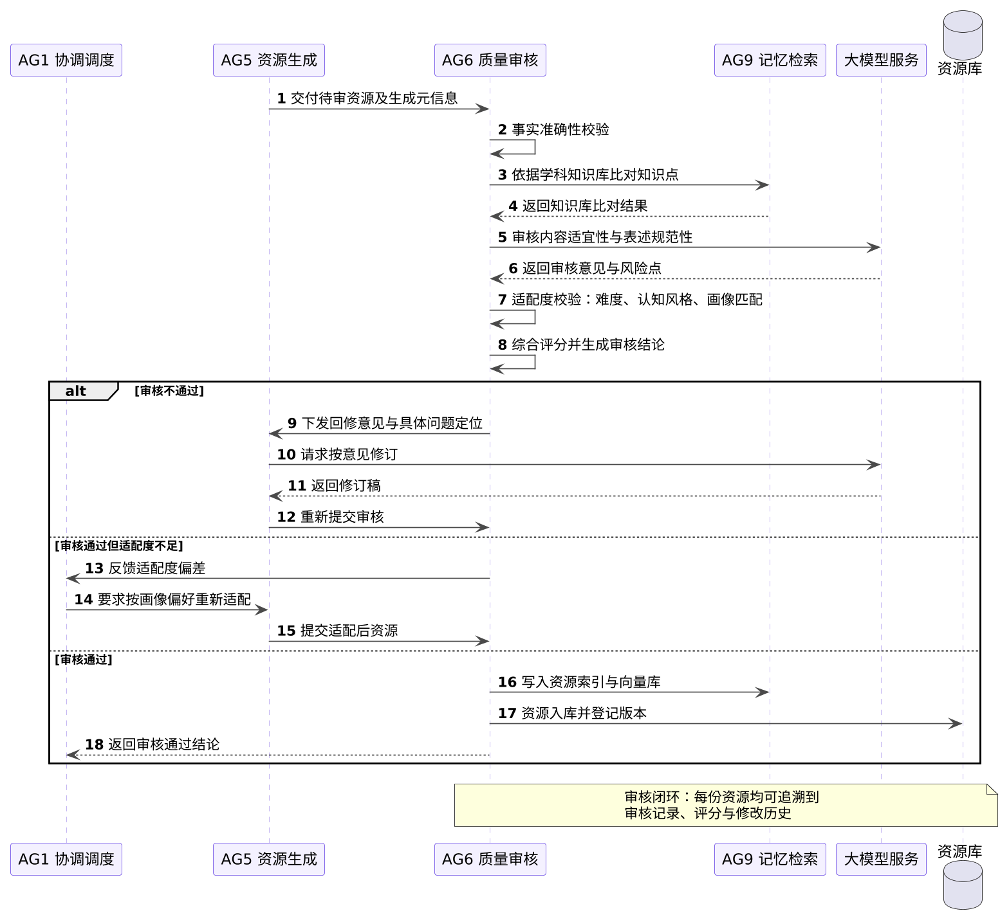 资源库
AG1 协调调度
AG5 资源生成
AG6 质量审核
AG9 记忆检索
大模型服务
1 交付待审资源及生成元信息
2 事实准确性校验
3 依据学科知识库比对知识点
4 返回知识库比对结果
5 审核内容适宜性与表述规范性
6 返回审核意见与风险点
7 适配度校验：难度、认知风格、画像匹配
8 综合评分并生成审核结论
alt [审核不通过]
9 下发回修意见与具体问题定位
10 请求按意见修订
11 返回修订稿
12 重新提交审核
[审核通过但适配度不足]
13 反馈适配度偏差
14 要求按画像偏好重新适配
15 提交适配后资源
[审核通过]
16 写入资源索引与向量库
17 资源入库并登记版本
18 返回审核通过结论
审核闭环：每份资源均可追溯到
审核记录、评分与修改历史
AG1 协调调度
AG5 资源生成
AG6 质量审核
AG9 记忆检索
大模型服务
资源库